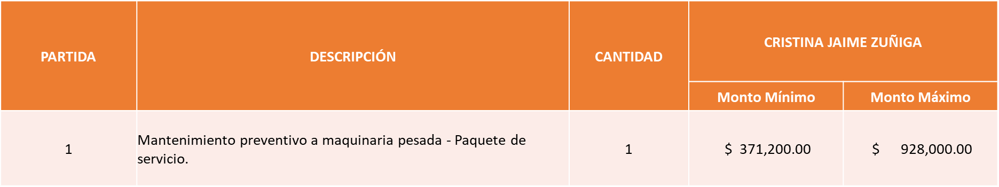 PARTIDA
DESCRIPCIÓN
CANTIDAD
CRISTINA JAIME ZUÑIGA
Monto Mínimo
Monto Máximo
1
Mantenimiento preventivo a maquinaria pesada - Paquete de
servicio.
1
$ 371,200.00
$ 928,000.00